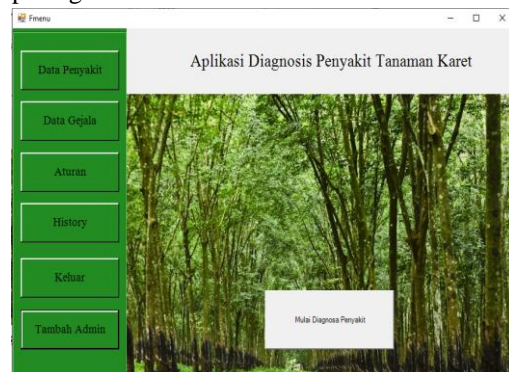 Fmenu
Aplikasi Diagnosis Penyakit Tanaman Karet
Data Penyakit
Data Gejala
Aturan
History
Keluar
Tambah Admin
Mulai Diagnosa Penyakit